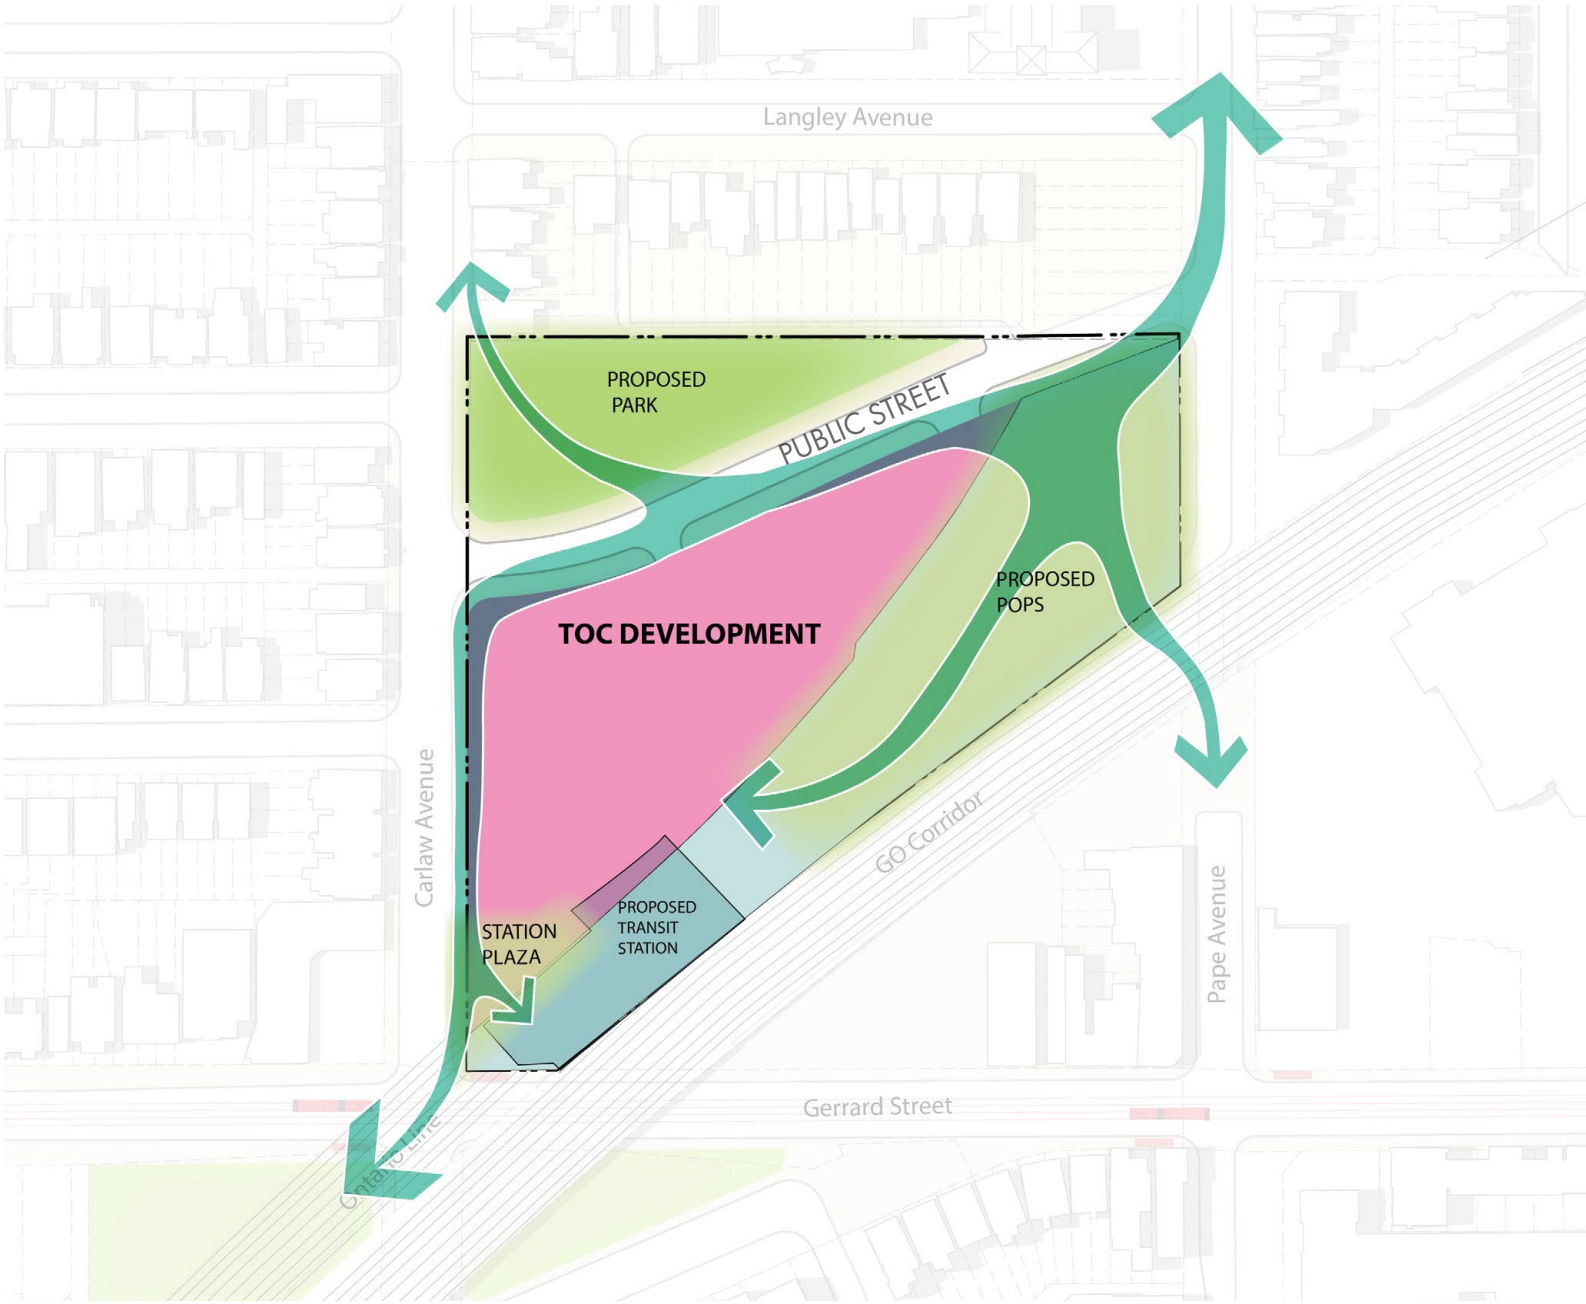 Langley Avenue
PROPOSED
PARK
PUBLIC STREET
PROPOSED
POPS
TOC DEVELOPMENT
Carlaw Avenue
GO Corridor
Pape Avenue
PROPOSED
TRANSIT
STATION
STATION
PLAZA
Gerrard Street
Ontario Line